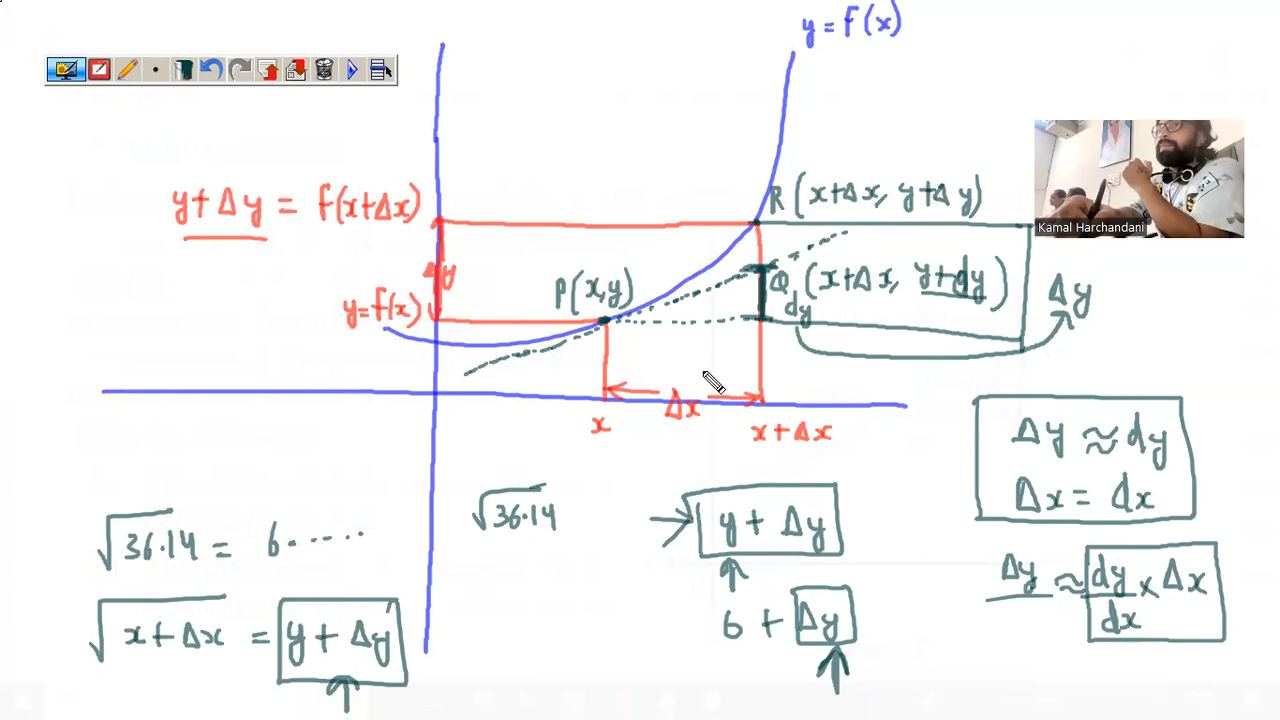 y = f(x)
y + Δy = f(x+Δx)
R (x+Δx, y+Δy)
Kamal Harchandani
Δy
P(x,y)
Q (x+Δx, y+dy)
y=f(x)
dy
Δy
Δx
x
x + Δx
Δy ≈ dy
Δx = dx
√36.14 = 6......
√36.14
y + Δy
Δy ≈ dy/dx × Δx
√x+Δx = y + Δy
6 + Δy